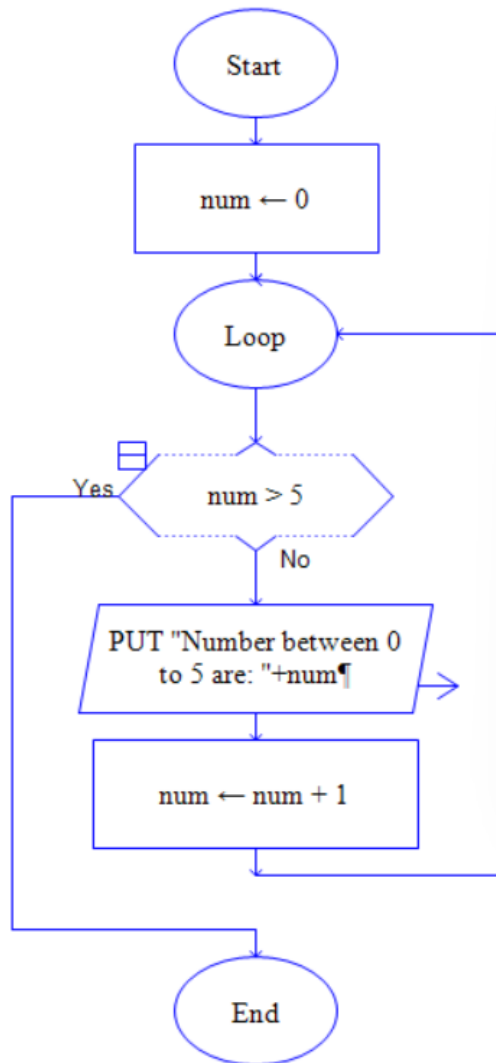 Start
num ← 0
Loop
num > 5
Yes
No
PUT "Number between 0
to 5 are: "+num¶
num ← num + 1
End